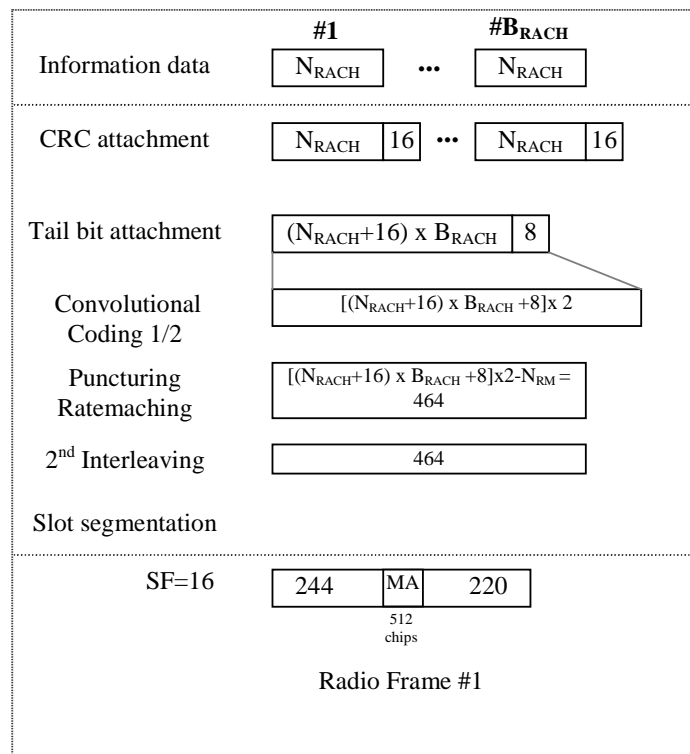 #1 #B_RACH
Information data N_RACH ••• N_RACH
CRC attachment N_RACH 16 ••• N_RACH 16
Tail bit attachment (N_RACH+16) x B_RACH 8
Convolutional
Coding 1/2
[(N_RACH+16) x B_RACH +8]x 2
Puncturing
Ratemaching
[(N_RACH+16) x B_RACH +8]x2-N_RM =
464
2nd Interleaving 464
Slot segmentation
SF=16 244 MA 220
512
chips
Radio Frame #1